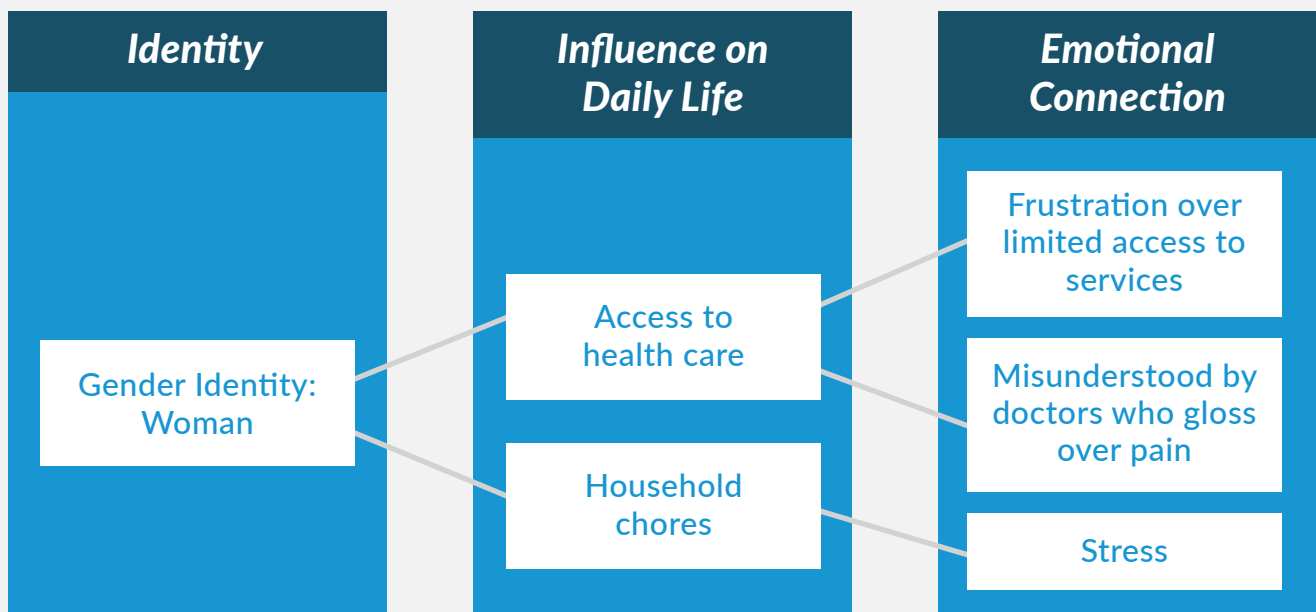 Identity
Gender Identity:
Woman
Influence on
Daily Life
Access to
health care
Household
chores
Emotional
Connection
Frustration over
limited access to
services
Misunderstood by
doctors who gloss
over pain
Stress